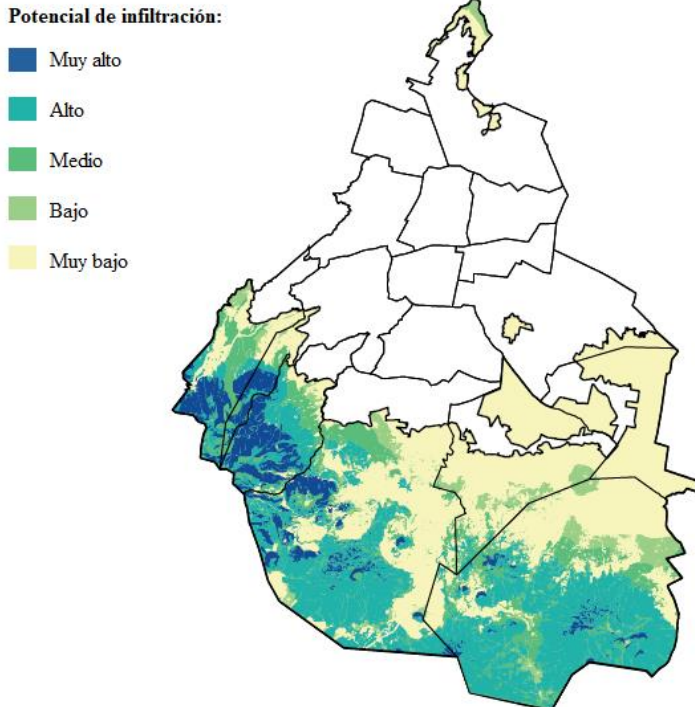 Potencial de infiltración:
Muy alto
Alto
Medio
Bajo
Muy bajo